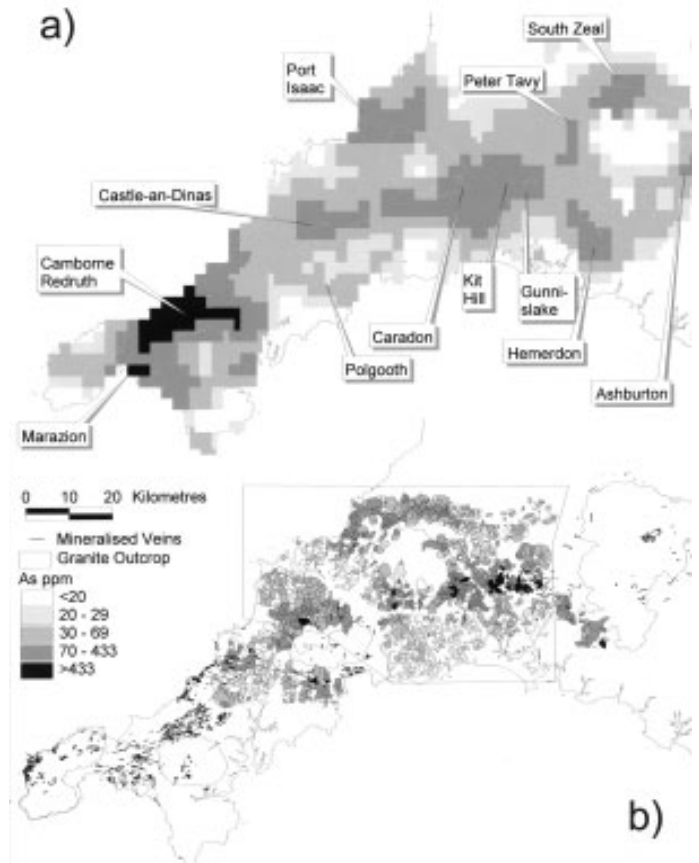 a)
South Zeal
Port
Isaac
Peter Tavy
Castle-an-Dinas
Camborne
Redruth
Kit
Hill
Gunni-
slake
Caradon
Hemerdon
Polgooth
Ashburton
Marazion
0 10 20 Kilometres
Mineralised Veins
Granite Outcrop
As ppm
<20
20 - 29
30 - 69
70 - 433
>433
b)